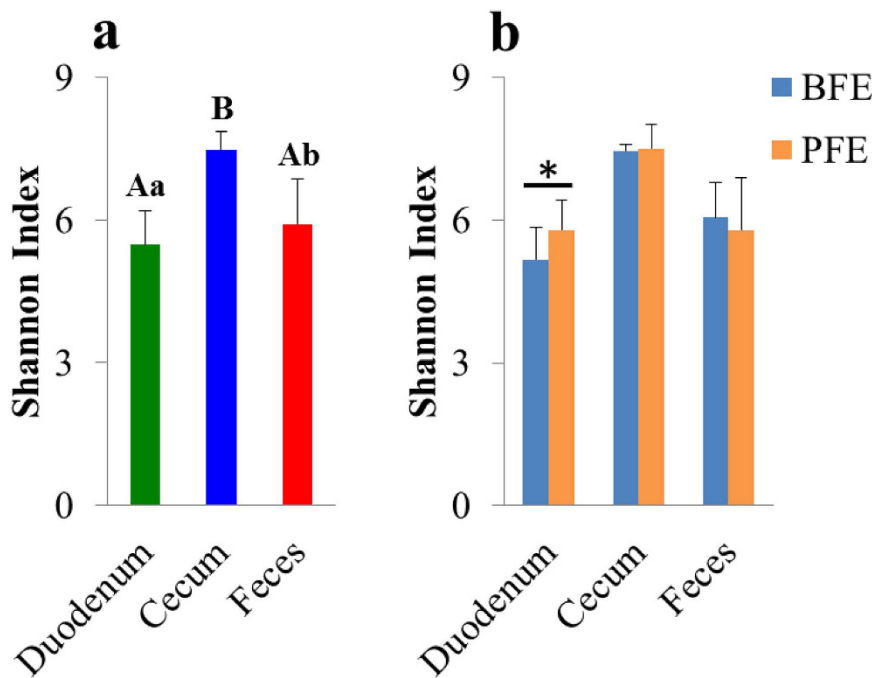 a
Shannon Index
9
6
3
0
Aa
B
Ab
Duodenum
Cecum
Feces
b
Shannon Index
9
6
3
0
*
BFE
PFE
Duodenum
Cecum
Feces